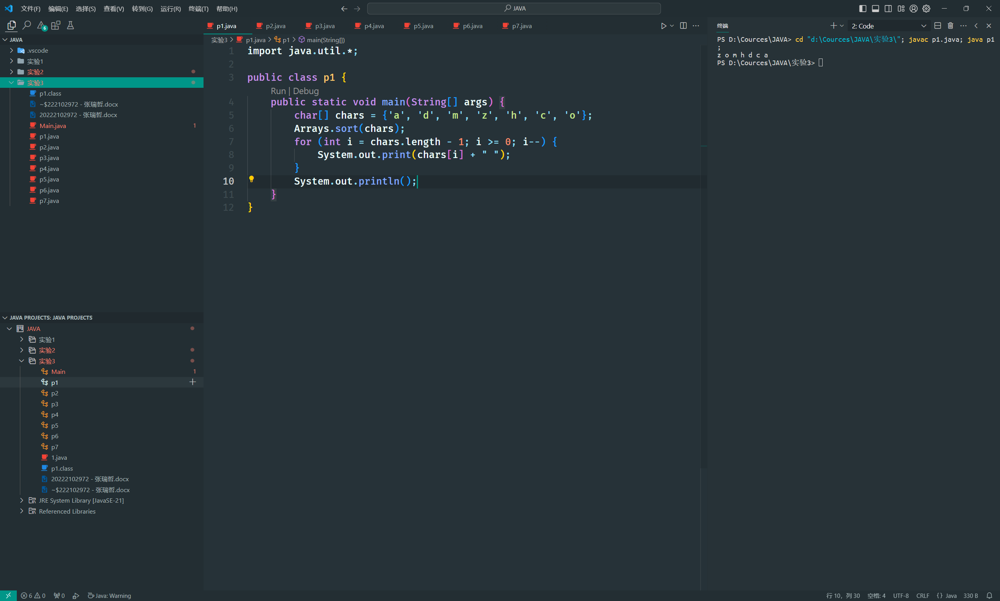 文件(F) 编辑(E) 选择(S) 查看(V) 转到(G) 运行(R) 终端(T) 帮助(H)
JAVA
6
JAVA
.vscode
实验1
实验2
实验3
p1.class
~$222102972 - 张瑞哲.docx
20222102972 - 张瑞哲.docx
Main.java 1
p1.java
p2.java
p3.java
p4.java
p5.java
p6.java
p7.java
JAVA PROJECTS: JAVA PROJECTS
JAVA
实验1
实验2
实验3
Main 1
p1
p2
p3
p4
p5
p6
p7
1.java
p1.class
20222102972 - 张瑞哲.docx
~$222102972 - 张瑞哲.docx
JRE System Library [JavaSE-21]
Referenced Libraries
p1.java p2.java p3.java p4.java p5.java p6.java p7.java
实验3 > p1.java > p1 > main(String[])
1 import java.util.*;
2
3 public class p1 {
Run | Debug
4 public static void main(String[] args) {
5 char[] chars = {'a', 'd', 'm', 'z', 'h', 'c', 'o'};
6 Arrays.sort(chars);
7 for (int i = chars.length - 1; i >= 0; i--) {
8 System.out.print(chars[i] + " ");
9 }
10 System.out.println();
11 }
12 }
终端 2: Code
PS D:\Cources\JAVA> cd "d:\Cources\JAVA\实验3\"; javac p1.java; java p1
;
z o m h d c a
PS D:\Cources\JAVA\实验3>
6 0 0 Java: Warning
行 10，列 30 空格: 4 UTF-8 CRLF {} Java 330 B